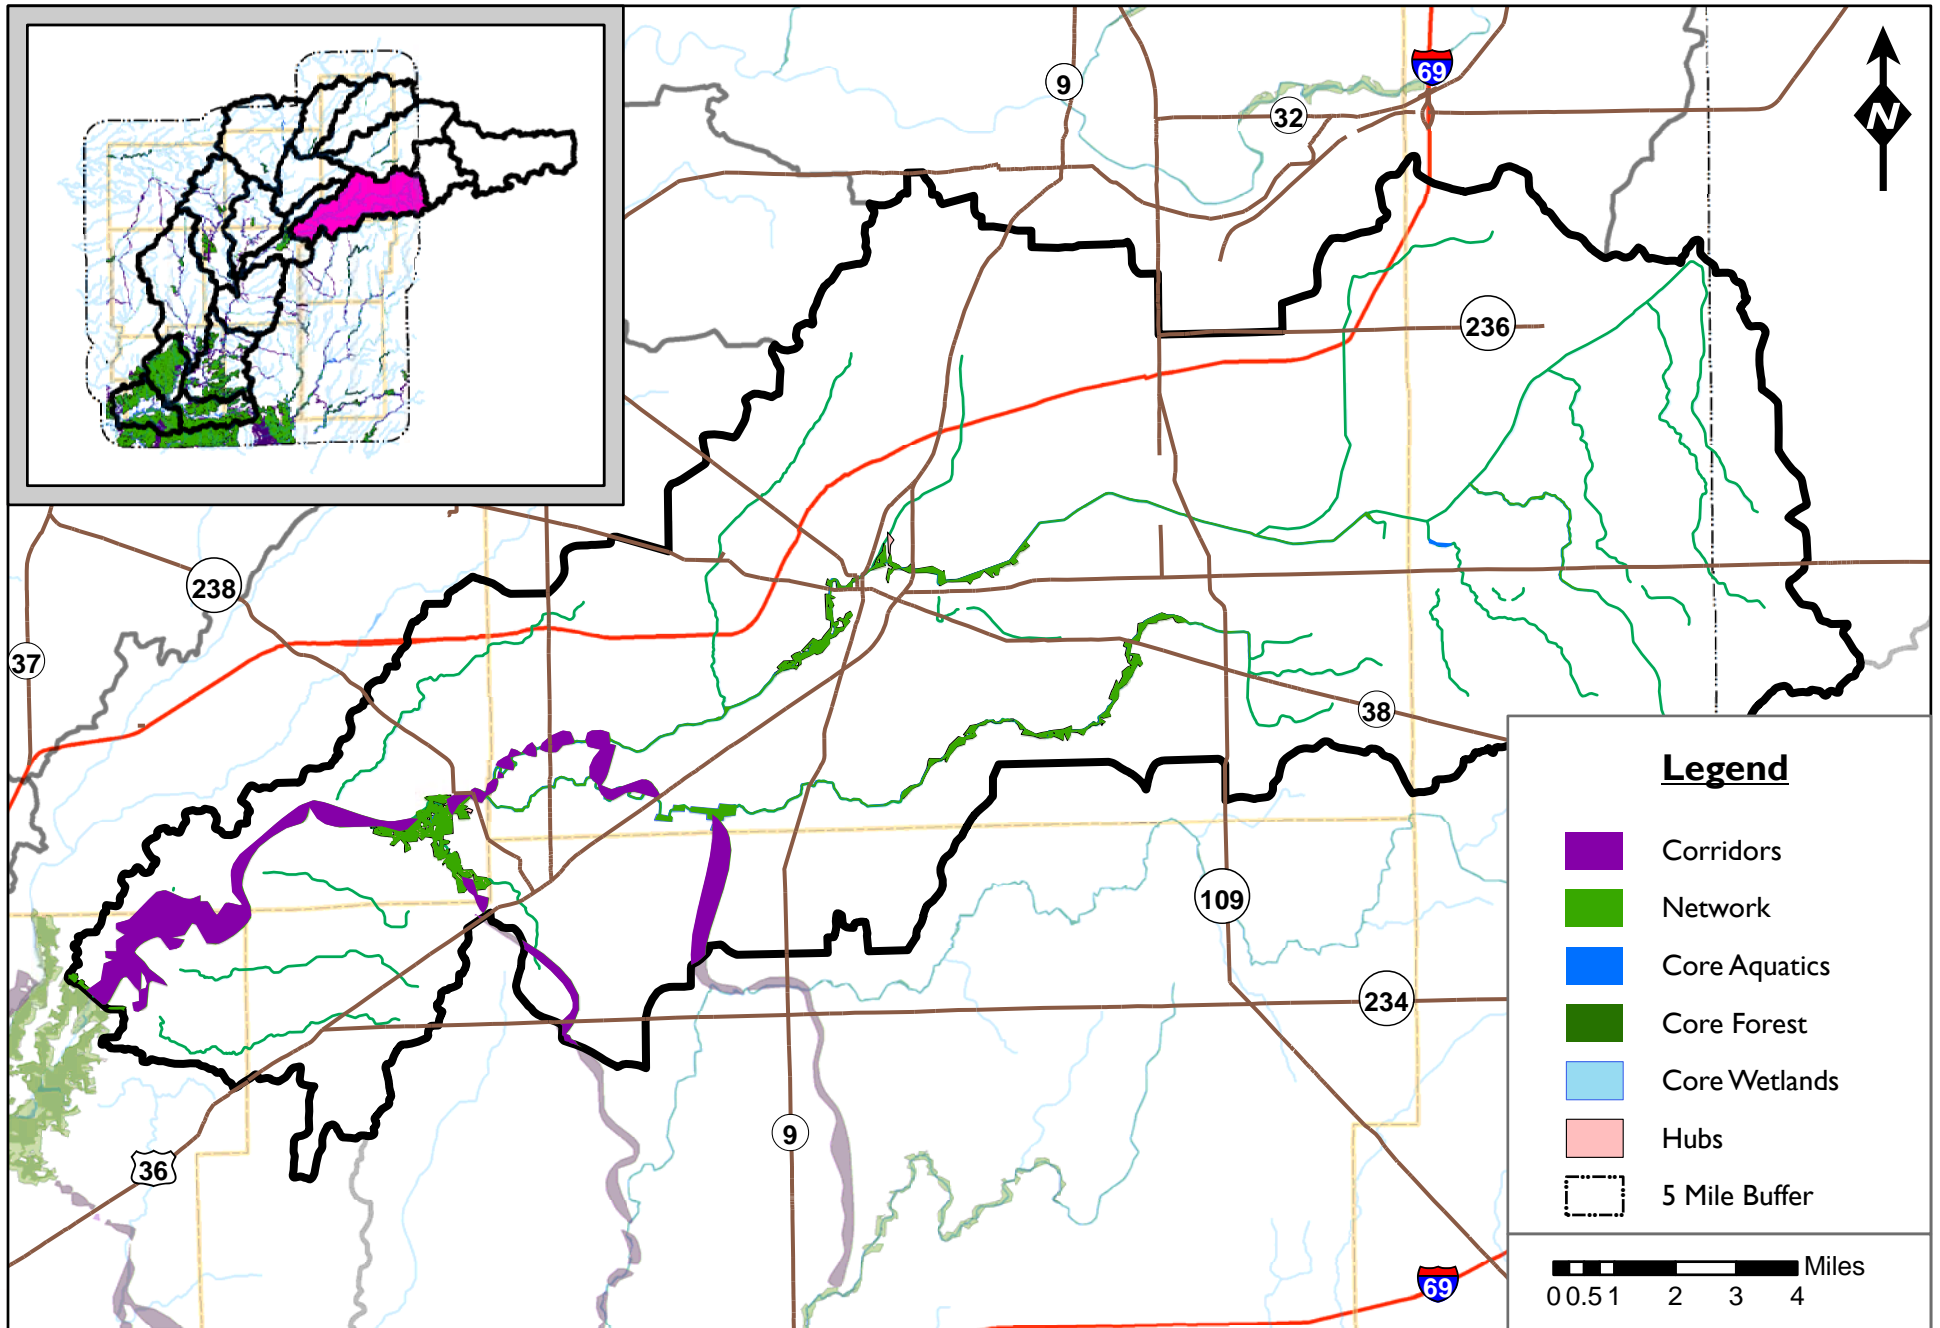 9
69
32
N
236
238
37
38
109
234
9
36
69
Legend
Corridors
Network
Core Aquatics
Core Forest
Core Wetlands
Hubs
5 Mile Buffer
Miles
0 0.5 1 2 3 4